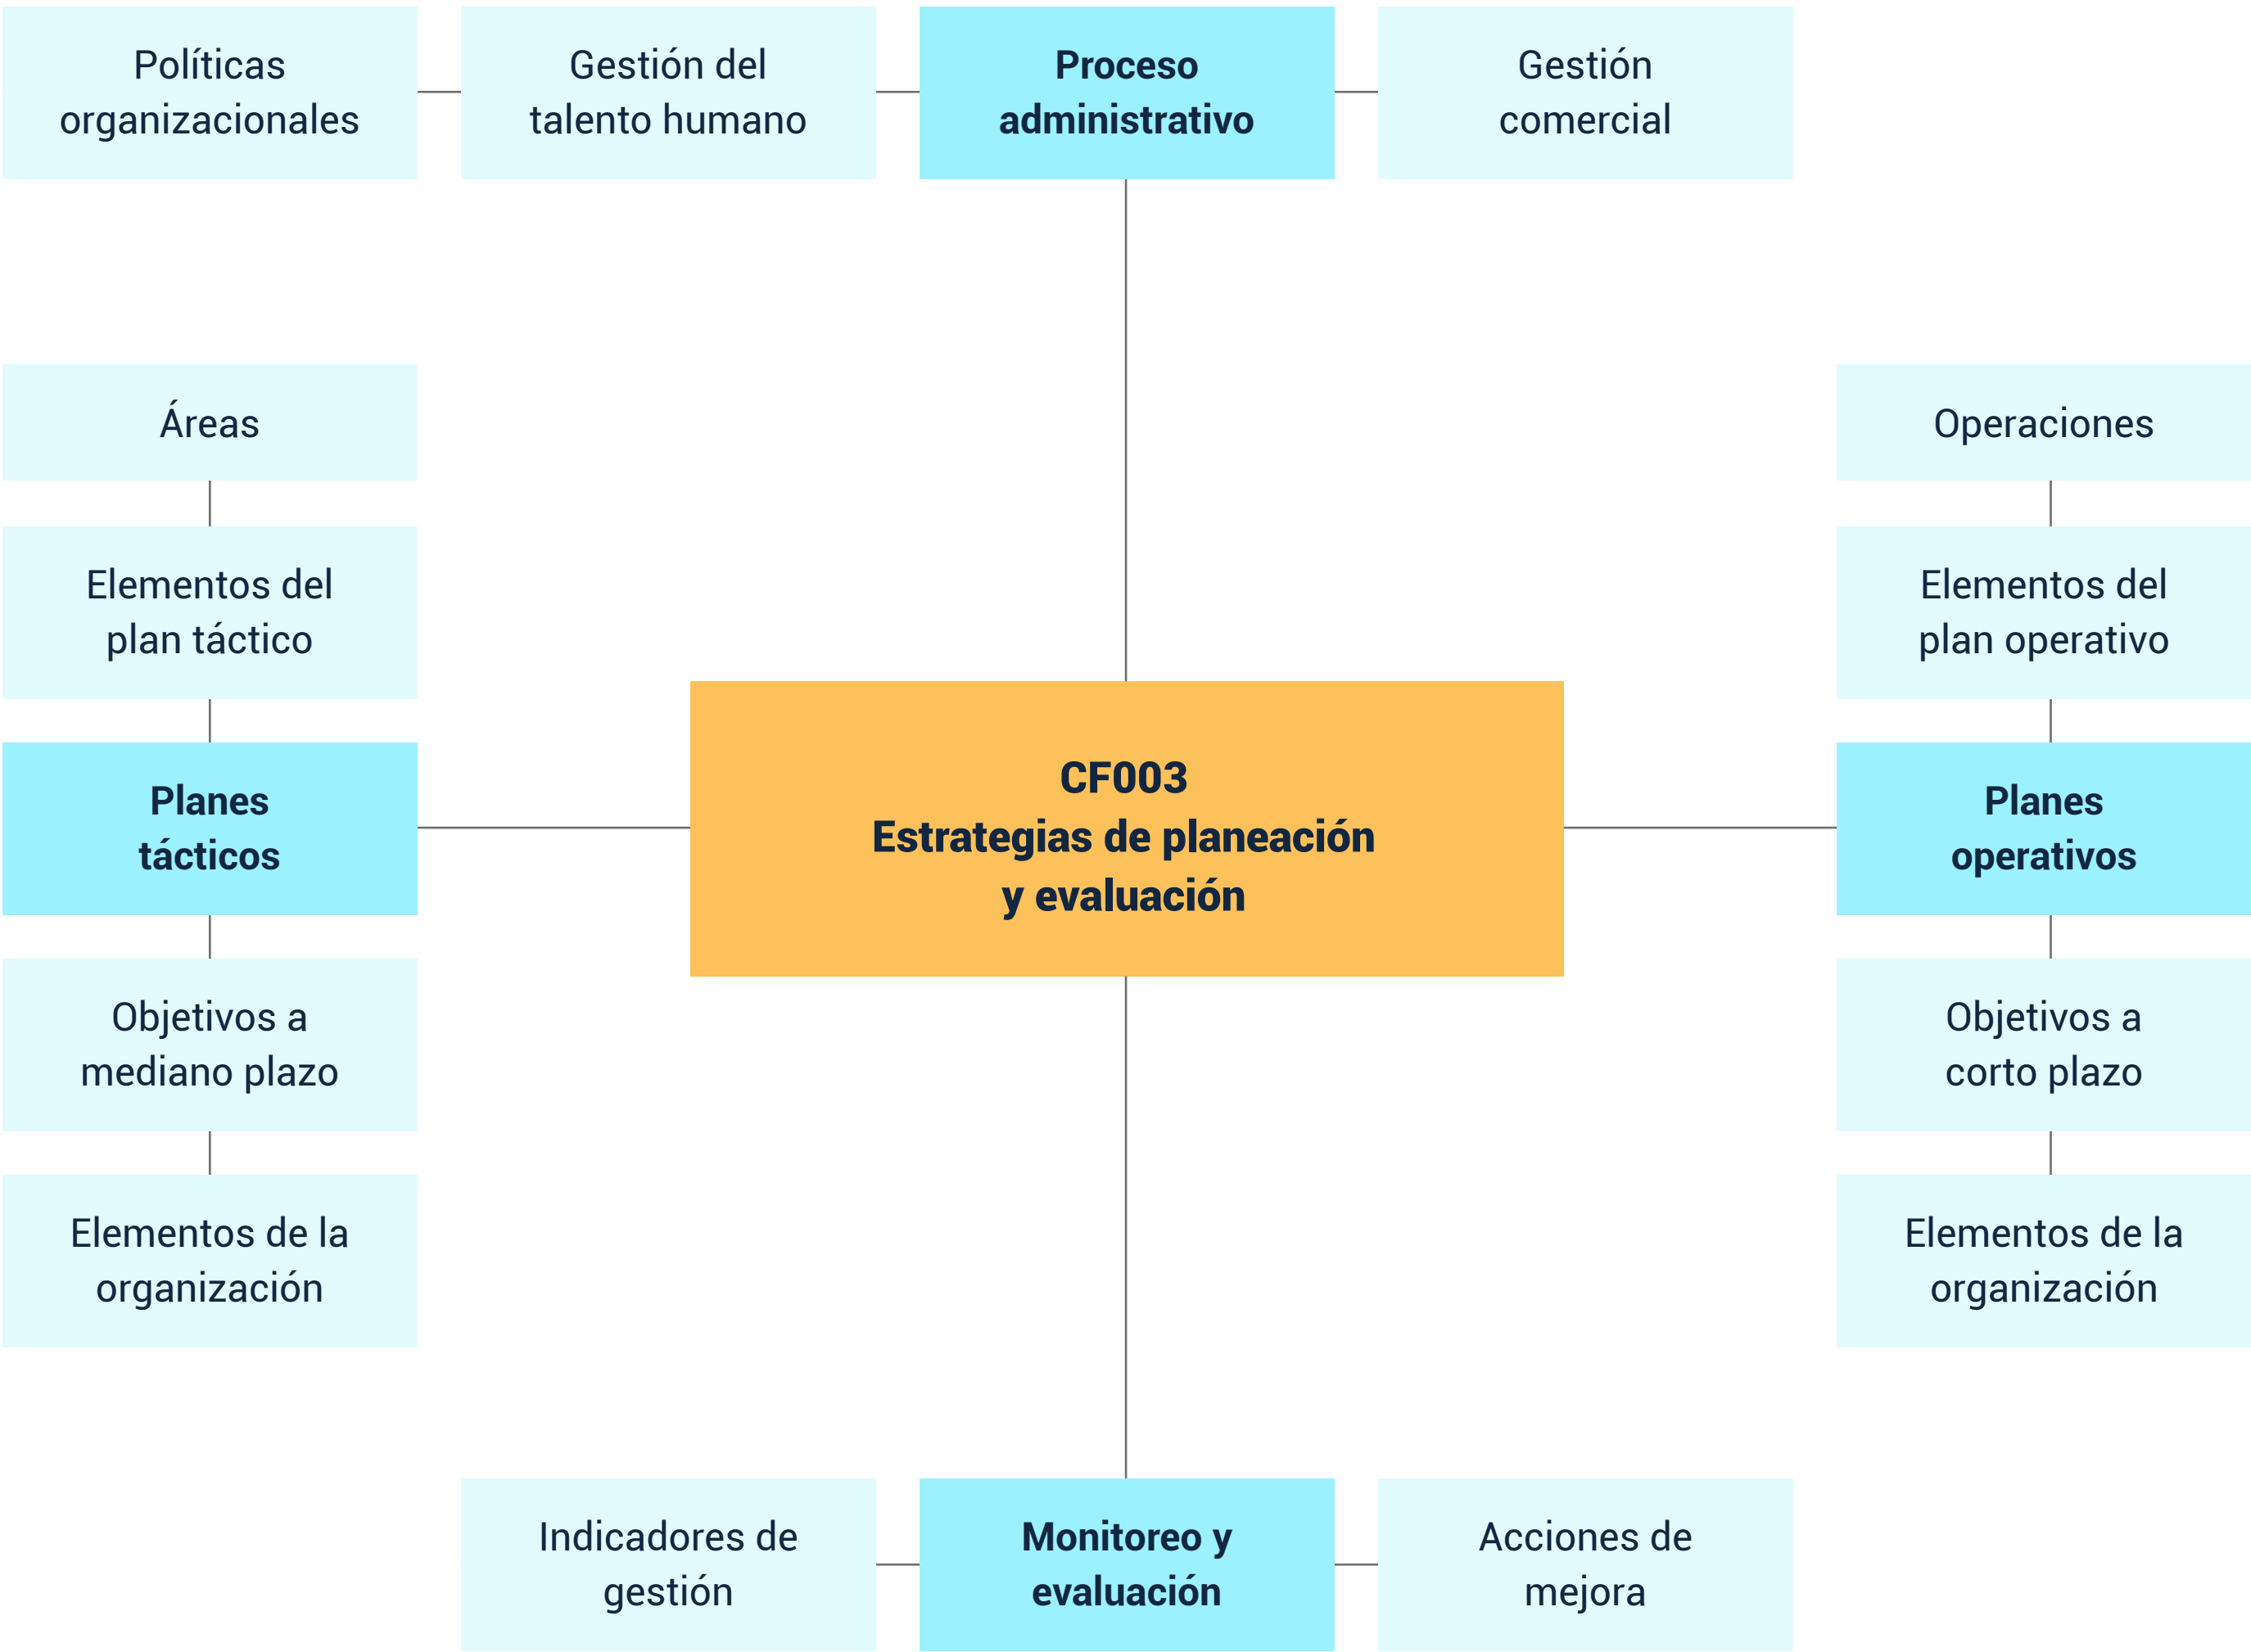 Políticas
organizacionales
Gestión del
talento humano
Proceso
administrativo
Gestión
comercial
Áreas
Elementos del
plan táctico
Planes
tácticos
Objetivos a
mediano plazo
Elementos de la
organización
CF003
Estrategias de planeación
y evaluación
Operaciones
Elementos del
plan operativo
Planes
operativos
Objetivos a
corto plazo
Elementos de la
organización
Indicadores de
gestión
Monitoreo y
evaluación
Acciones de
mejora